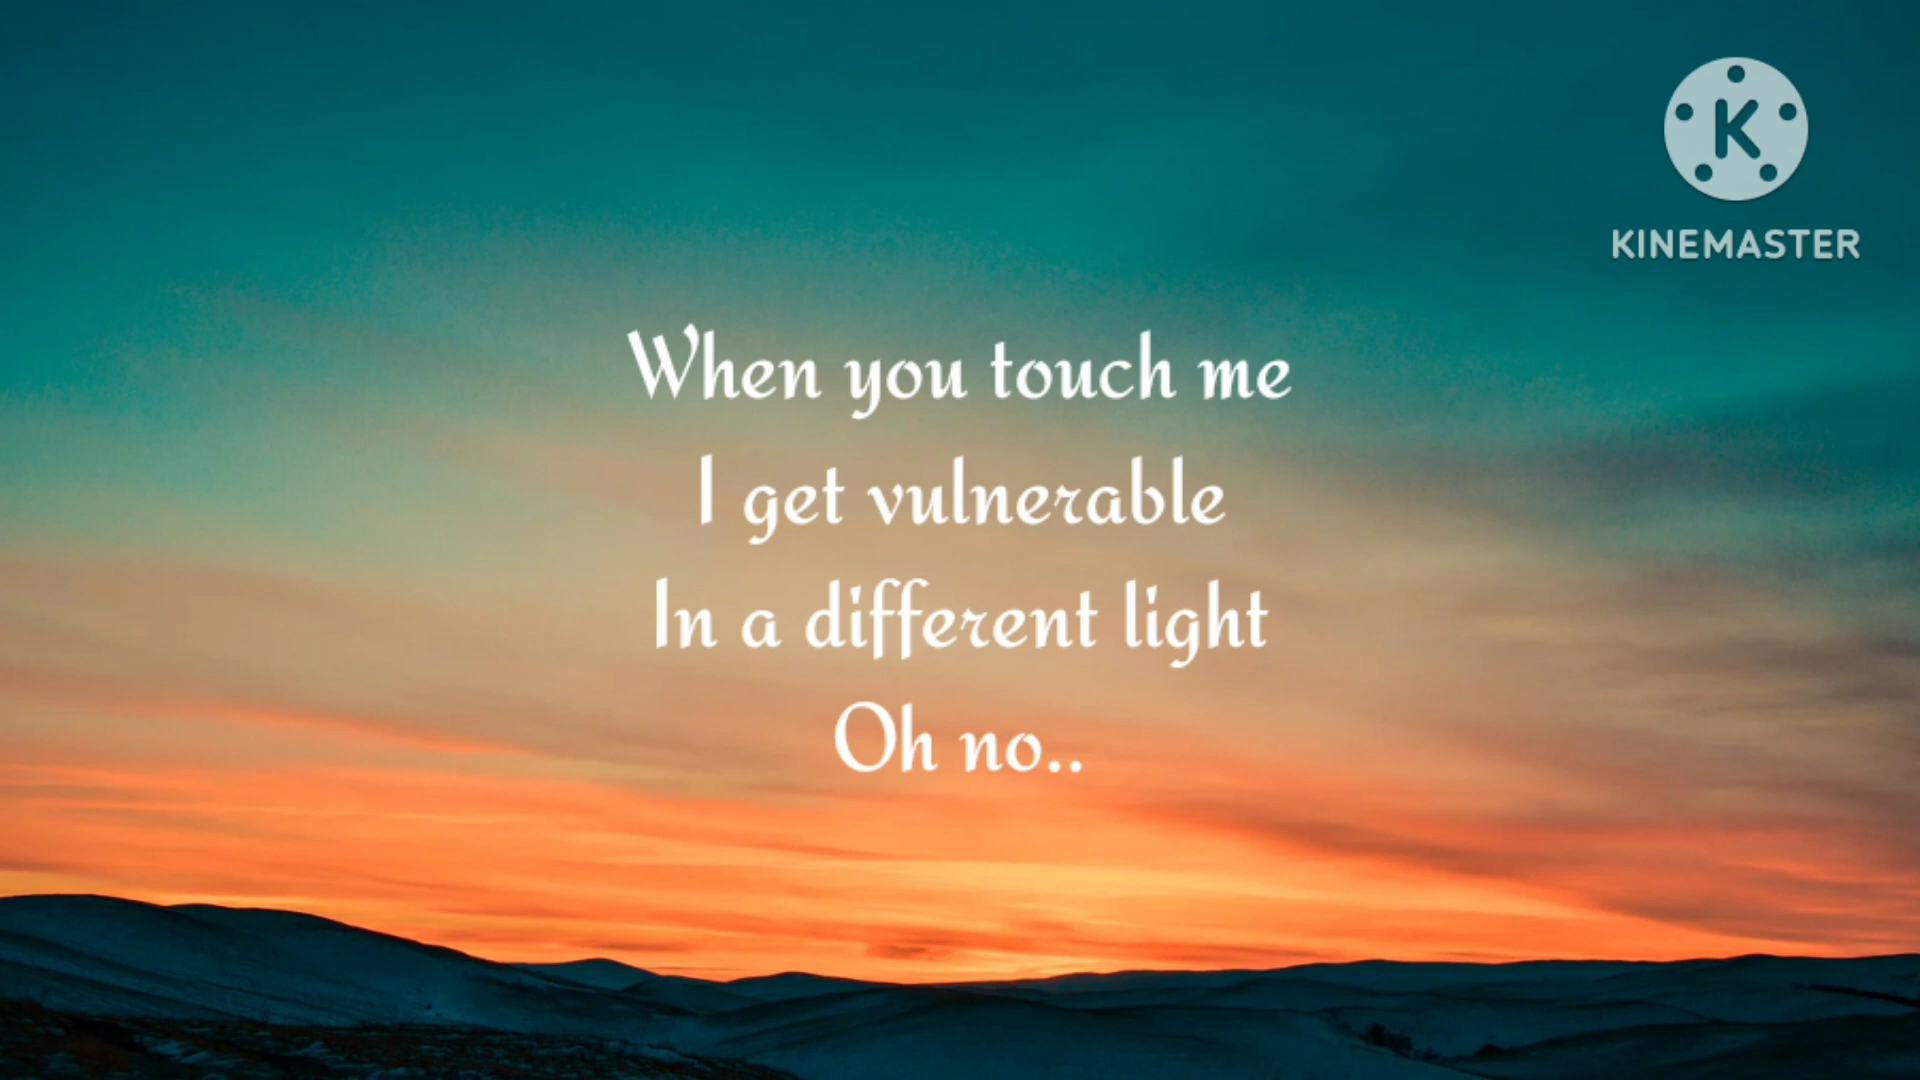 KINEMASTER
When you touch me
I get vulnerable
In a different light
Oh no..